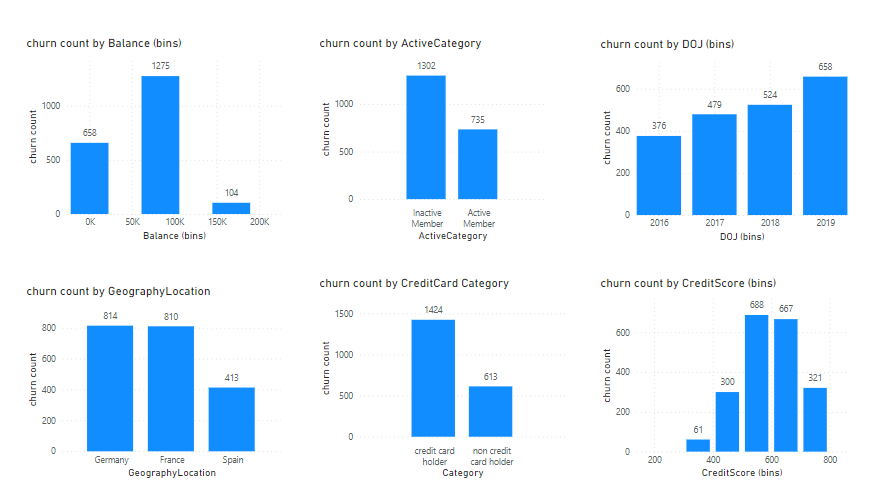 churn count by Balance (bins)
churn count
1000
500
0
658
1275
104
0K 50K 100K 150K 200K
Balance (bins)
churn count by ActiveCategory
churn count
1000
500
0
1302
735
Inactive
Member
Active
Member
ActiveCategory
churn count by DOJ (bins)
churn count
600
400
200
0
376
479
524
658
2016 2017 2018 2019
DOJ (bins)
churn count by GeographyLocation
churn count
800
600
400
200
0
814
810
413
Germany France Spain
GeographyLocation
churn count by CreditCard Category
churn count
1500
1000
500
0
1424
613
credit card
holder
non credit
card holder
Category
churn count by CreditScore (bins)
churn count
600
400
200
0
61
300
688
667
321
200 400 600 800
CreditScore (bins)